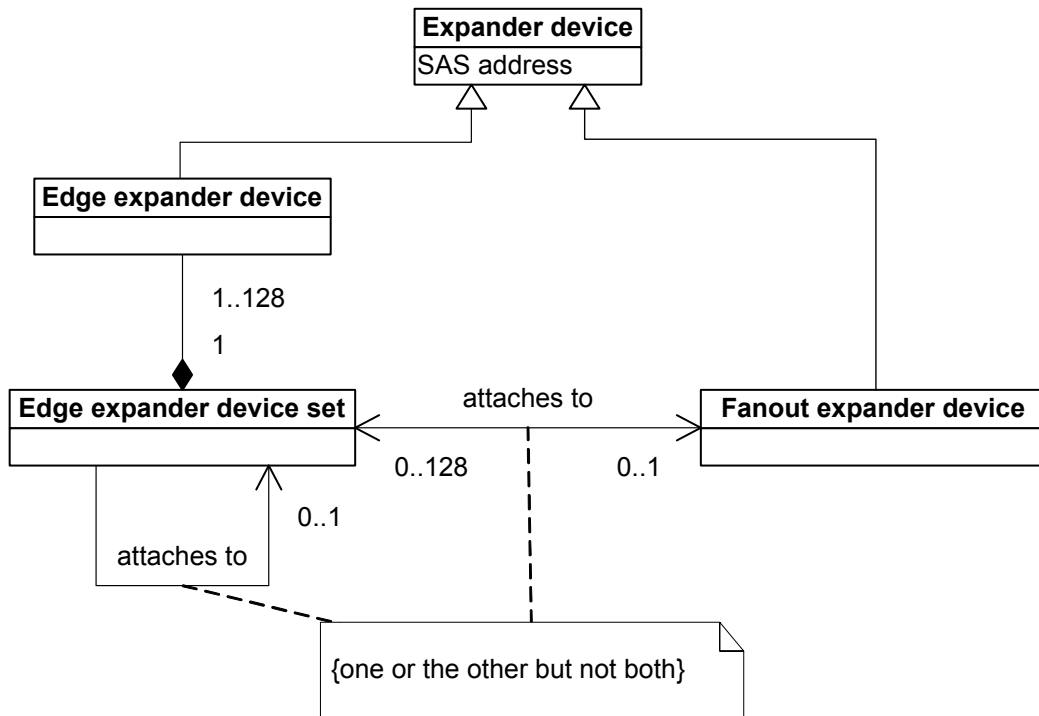 Expander device
SAS address
Edge expander device
1..128
1
Edge expander device set
attaches to
Fanout expander device
0..128
0..1
0..1
attaches to
{one or the other but not both}